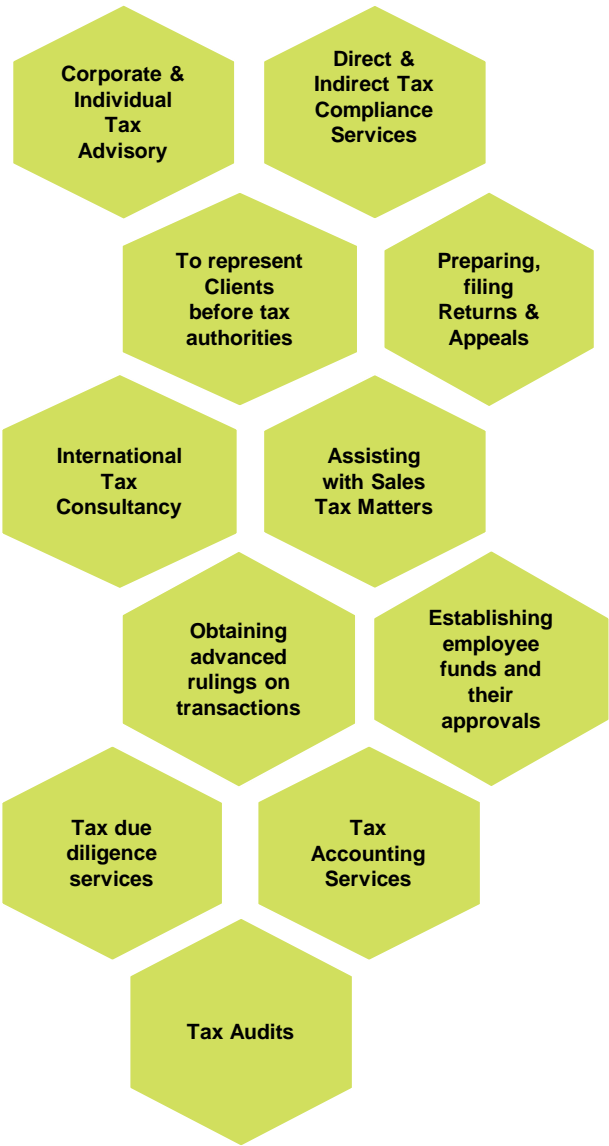 Corporate &
Individual
Tax
Advisory
Direct &
Indirect Tax
Compliance
Services
To represent
Clients
before tax
authorities
Preparing,
filing
Returns &
Appeals
International
Tax
Consultancy
Assisting
with Sales
Tax Matters
Obtaining
advanced
rulings on
transactions
Establishing
employee
funds and
their
approvals
Tax due
diligence
services
Tax
Accounting
Services
Tax Audits